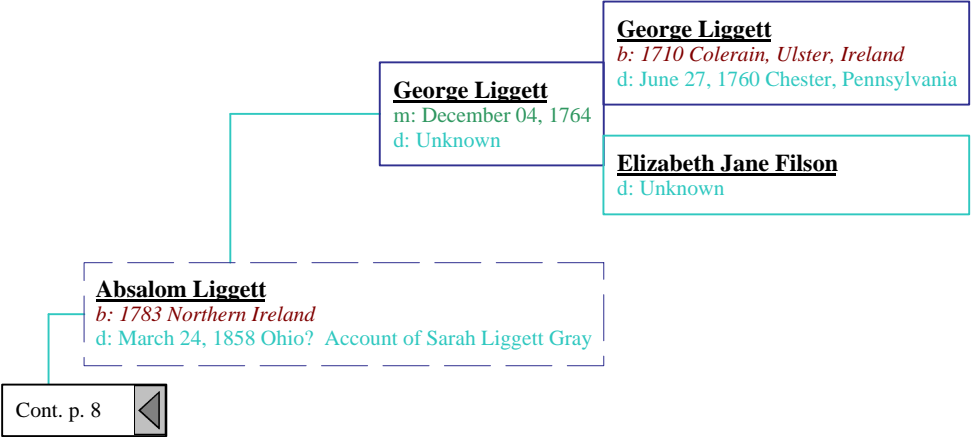 George Liggett
b: 1710 Colerain, Ulster, Ireland
d: June 27, 1760 Chester, Pennsylvania
George Liggett
m: December 04, 1764
d: Unknown
Elizabeth Jane Filson
d: Unknown
Absalom Liggett
b: 1783 Northern Ireland
d: March 24, 1858 Ohio?  Account of Sarah Liggett Gray
Cont. p. 8